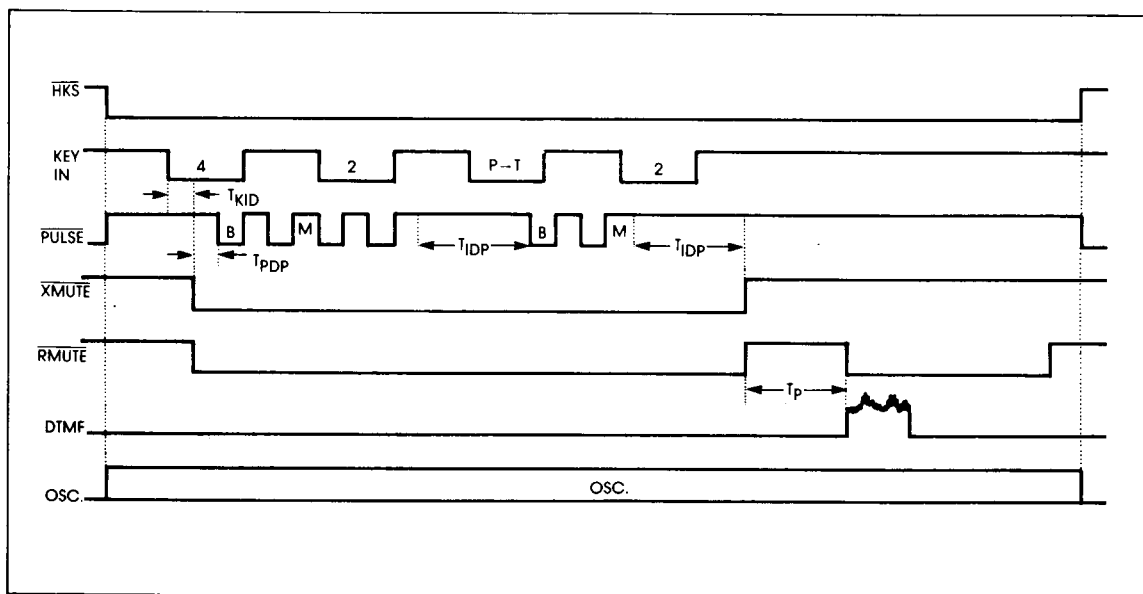 HKS
KEY IN
4
2
P-T
2
TKID
PULSE
B
M
TIDP
B
M
TIDP
TPDP
XMUTE
RMUTE
TP
DTMF
OSC.
OSC.